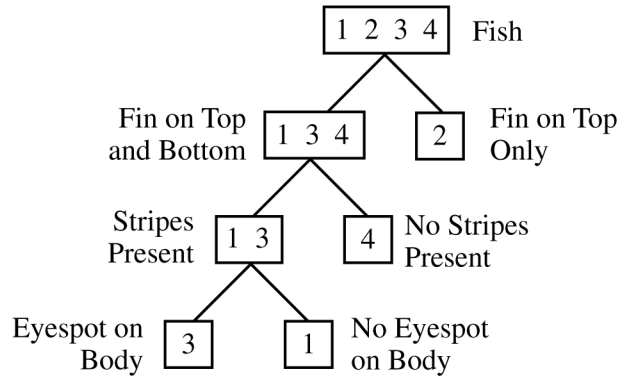 1 2 3 4 Fish
Fin on Top
and Bottom
1 3 4
2
Fin on Top
Only
Stripes
Present
1 3
4
No Stripes
Present
Eyespot on
Body
3
1
No Eyespot
on Body